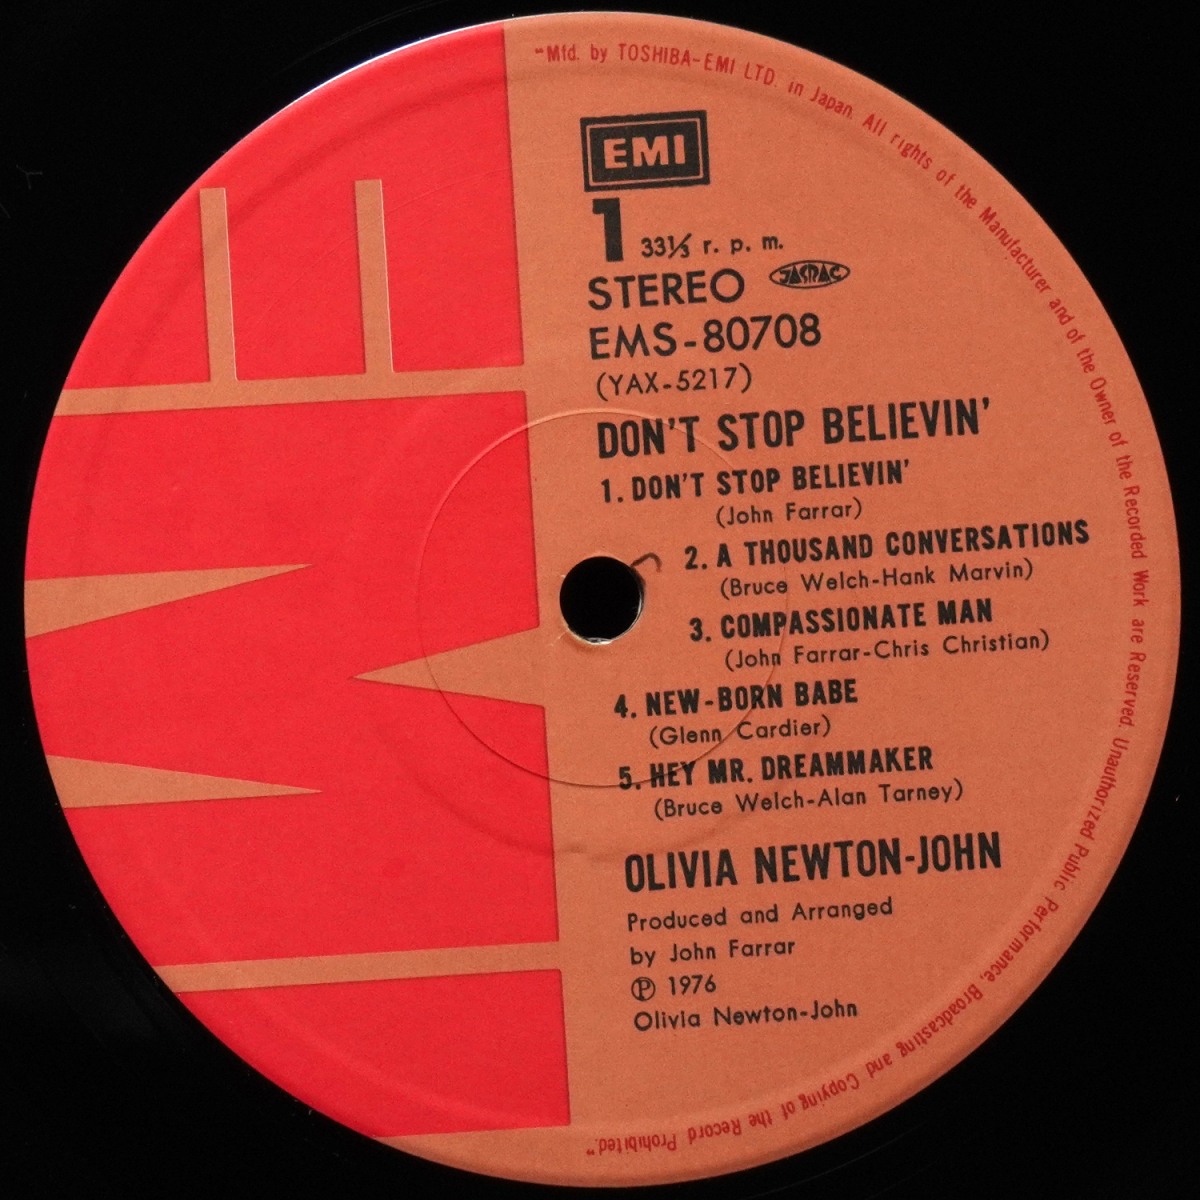 "Mfd. by TOSHIBA-EMI LTD. in Japan. All rights of the Manufacturer and of the Owner of the Recorded Work are Reserved. Unauthorized Public Performance, Broadcasting and Copying of the Record Prohibited."
EMI
1 33⅓ r. p. m.
STEREO JASRAC
EMS-80708
(YAX-5217)
DON'T STOP BELIEVIN'
1. DON'T STOP BELIEVIN'
(John Farrar)
2. A THOUSAND CONVERSATIONS
(Bruce Welch-Hank Marvin)
3. COMPASSIONATE MAN
(John Farrar-Chris Christian)
4. NEW-BORN BABE
(Glenn Cardier)
5. HEY MR. DREAMMAKER
(Bruce Welch-Alan Tarney)
OLIVIA NEWTON-JOHN
Produced and Arranged
by John Farrar
℗ 1976
Olivia Newton-John
EMI